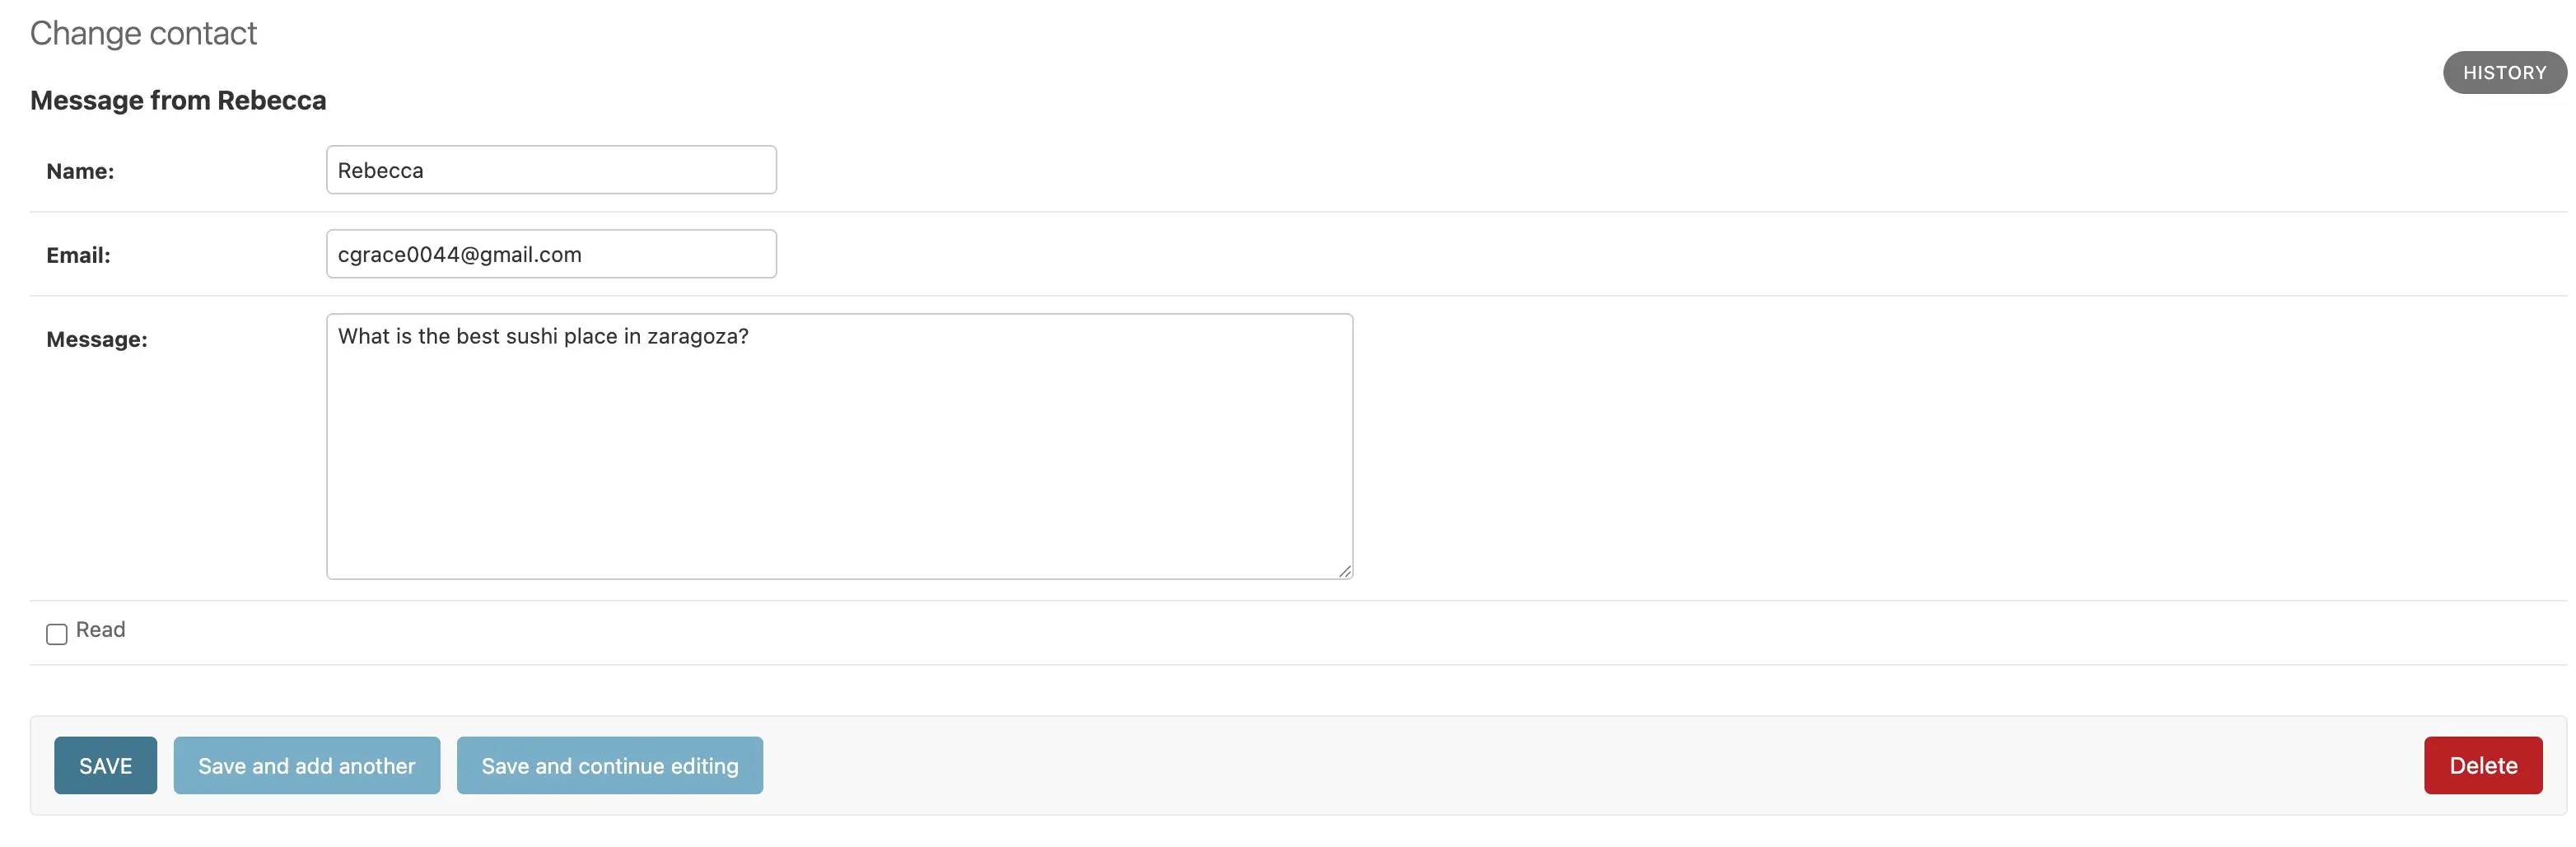 Change contact
HISTORY
Message from Rebecca
Name:
Rebecca
Email:
cgrace0044@gmail.com
Message:
What is the best sushi place in zaragoza?
Read
SAVE
Save and add another
Save and continue editing
Delete